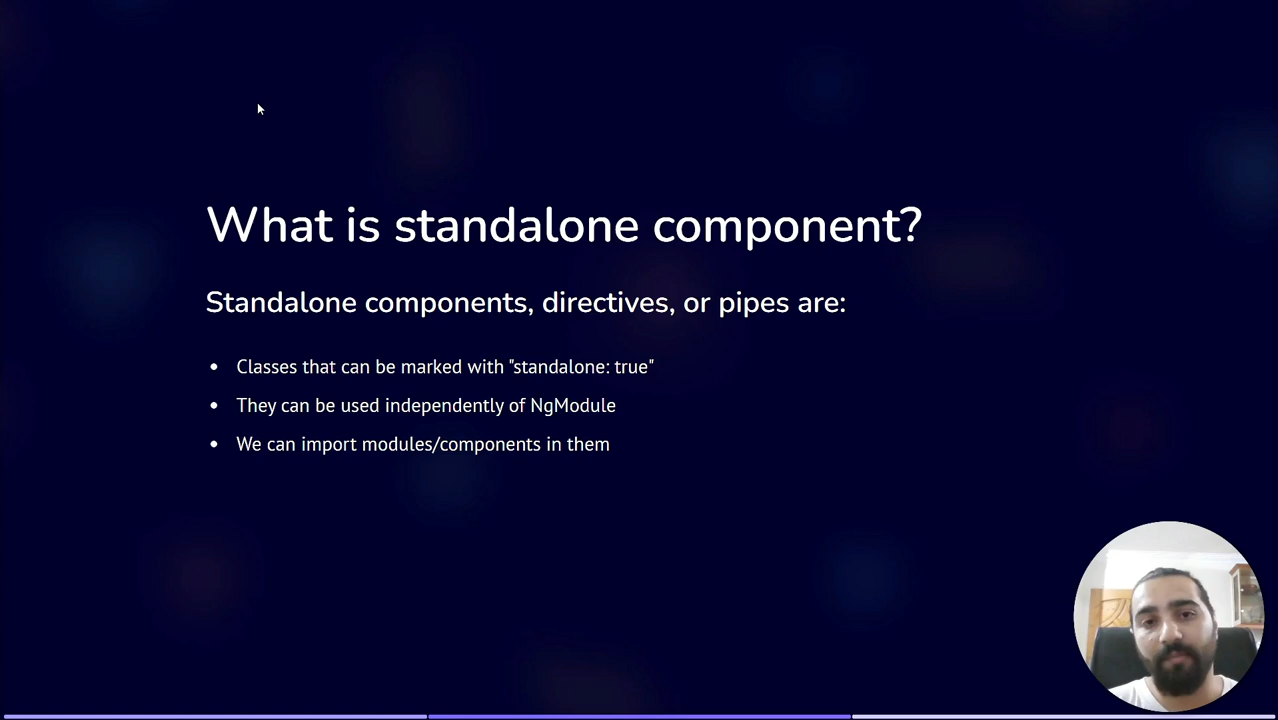 What is standalone component?
Standalone components, directives, or pipes are:
• Classes that can be marked with "standalone: true"
• They can be used independently of NgModule
• We can import modules/components in them